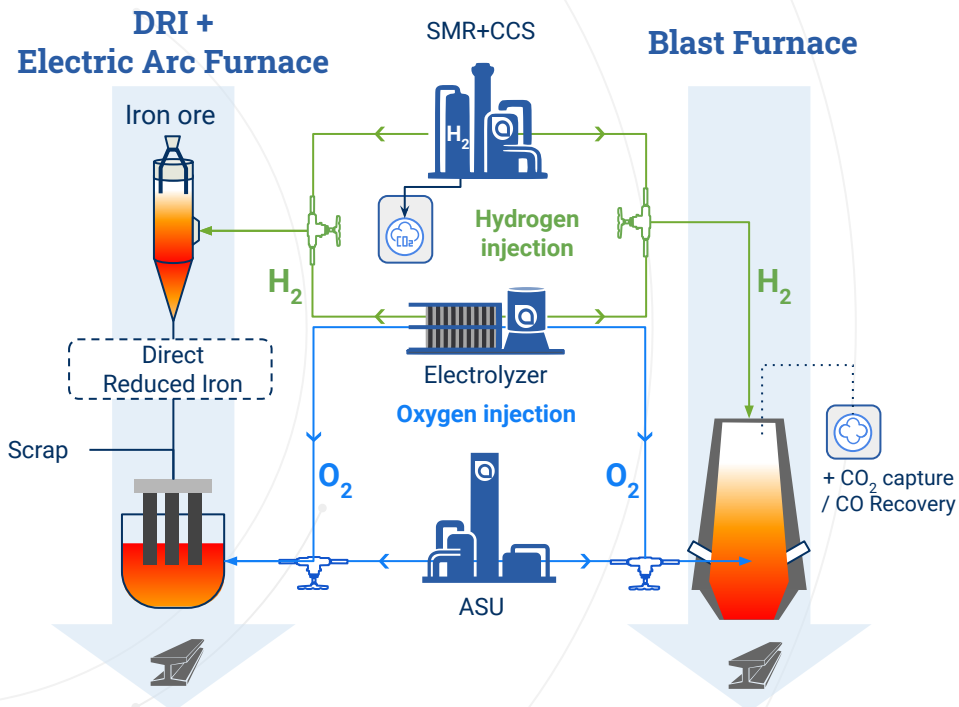 DRI +
Electric Arc Furnace
SMR+CCS
Blast Furnace
Iron ore
H₂
CO₂
Hydrogen
injection
H₂
H₂
Direct
Reduced Iron
Electrolyzer
Oxygen injection
Scrap
O₂
O₂
+ CO₂ capture
/ CO Recovery
ASU